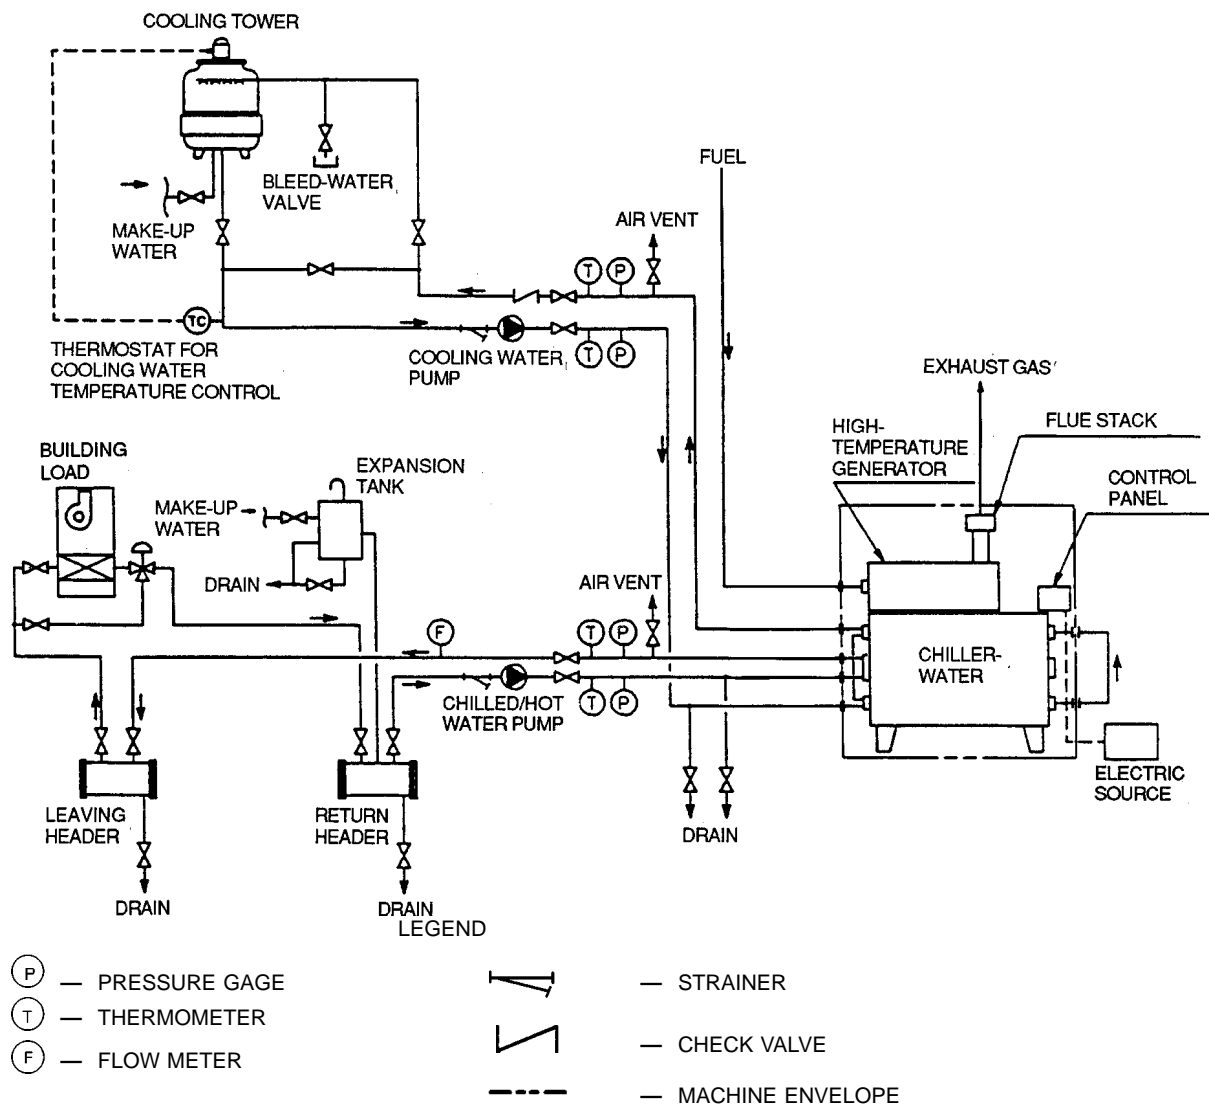 COOLING TOWER
FUEL
BLEED-WATER
VALVE
AIR VENT
MAKE-UP
WATER
T
P
TC
THERMOSTAT FOR
COOLING WATER
TEMPERATURE CONTROL
COOLING WATER
PUMP
T
P
EXHAUST GAS
FLUE STACK
HIGH-
TEMPERATURE
GENERATOR
CONTROL
PANEL
BUILDING
LOAD
EXPANSION
TANK
MAKE-UP
WATER
DRAIN
AIR VENT
F
T
P
CHILLER-
WATER
CHILLED/HOT
WATER PUMP
T
P
ELECTRIC
SOURCE
LEAVING
HEADER
RETURN
HEADER
DRAIN
DRAIN
DRAIN
LEGEND
P — PRESSURE GAGE
T — THERMOMETER
F — FLOW METER
— STRAINER
— CHECK VALVE
— MACHINE ENVELOPE